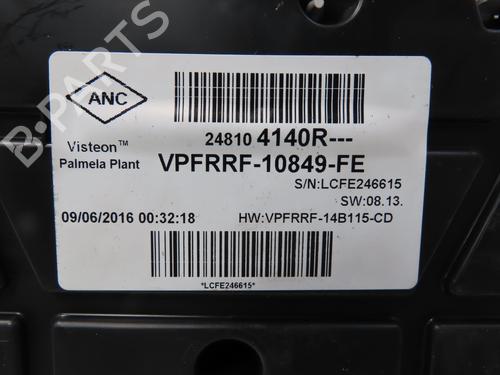 B-PARTS
ANC
Visteon™
Palmela Plant
24810 4140R---
VPFRRF-10849-FE
S/N:LCFE246615
SW:08.13.
09/06/2016 00:32:18
HW:VPFRRF-14B115-CD
*LCFE246615*